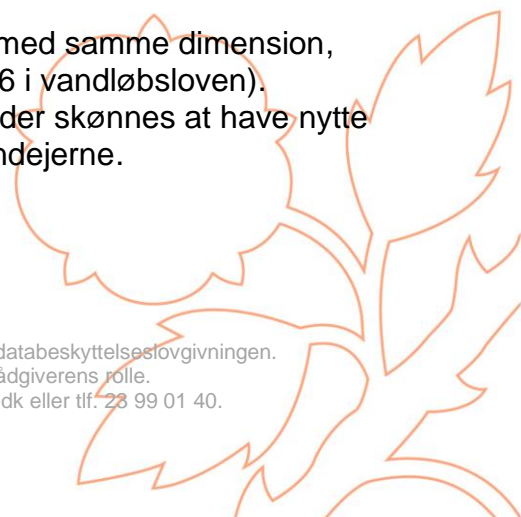 med samme dimension,
6 i vandløbsloven).
der skønnes at have nytte
ndejerne.
databeskyttelseslovgivningen.
ådgiverens rolle.
dk eller tlf. 23 99 01 40.